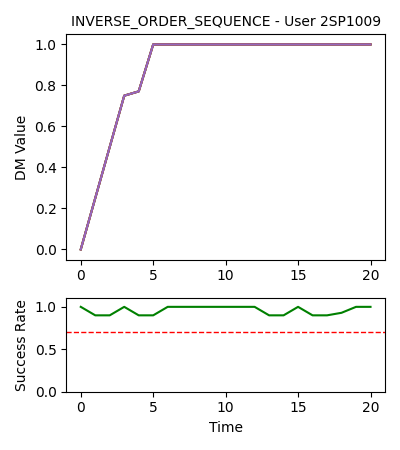 INVERSE_ORDER_SEQUENCE - User 2SP1009
DM Value
1.0
0.8
0.6
0.4
0.2
0.0
0 5 10 15 20
Success Rate
1.0
0.5
0.0
0 5 10 15 20
Time